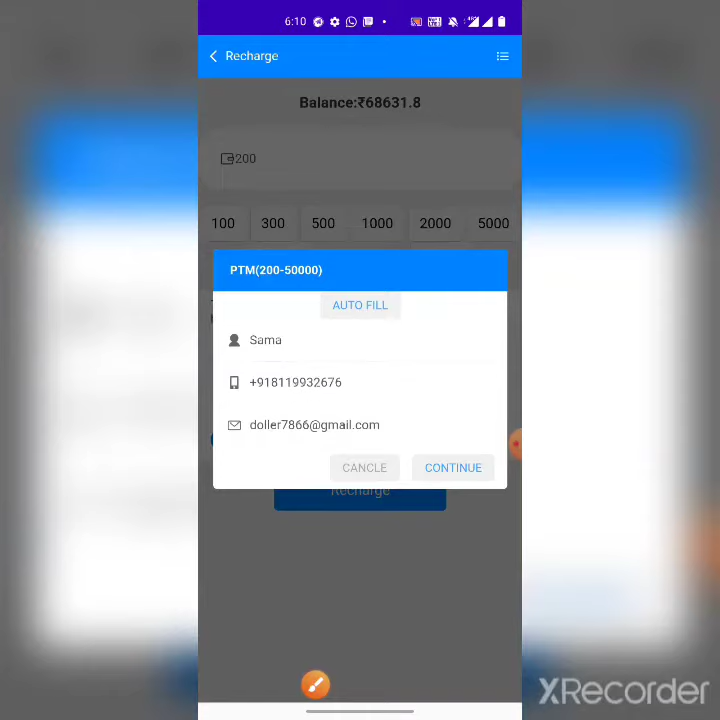 6:10
Recharge
Balance:₹68631.8
200
100 300 500 1000 2000 5000
PTM(200-50000)
AUTO FILL
Sama
+918119932676
doller7866@gmail.com
CANCLE CONTINUE
Recharge
XRecorder